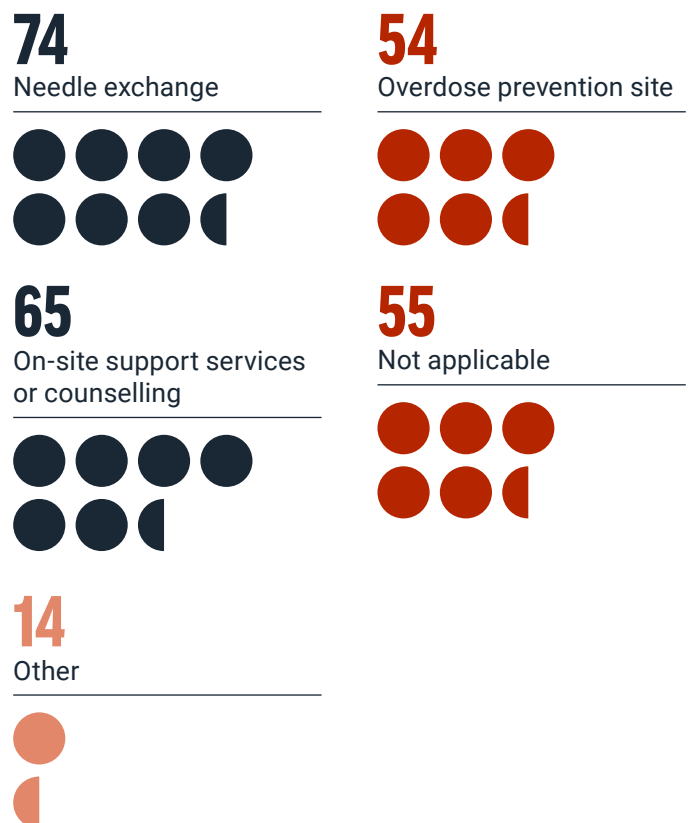 74
Needle exchange
54
Overdose prevention site
65
On-site support services
or counselling
55
Not applicable
14
Other